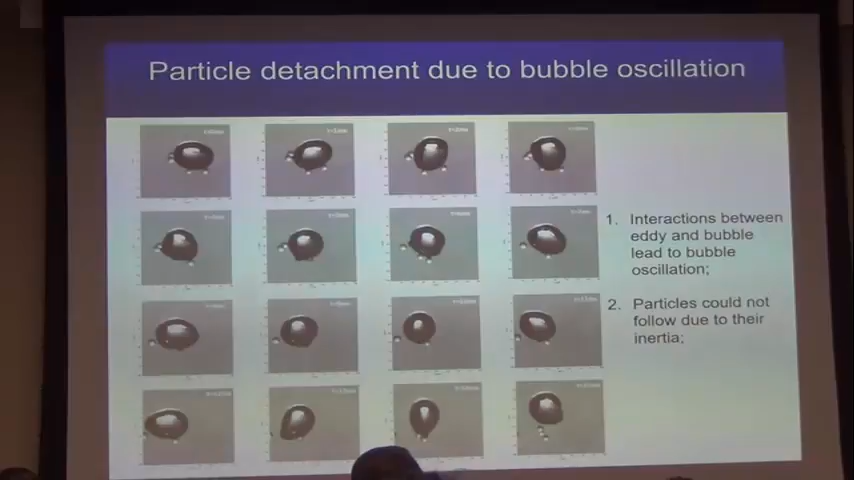 Particle detachment due to bubble oscillation
1. Interactions between
eddy and bubble
lead to bubble
oscillation;
2. Particles could not
follow due to their
inertia;